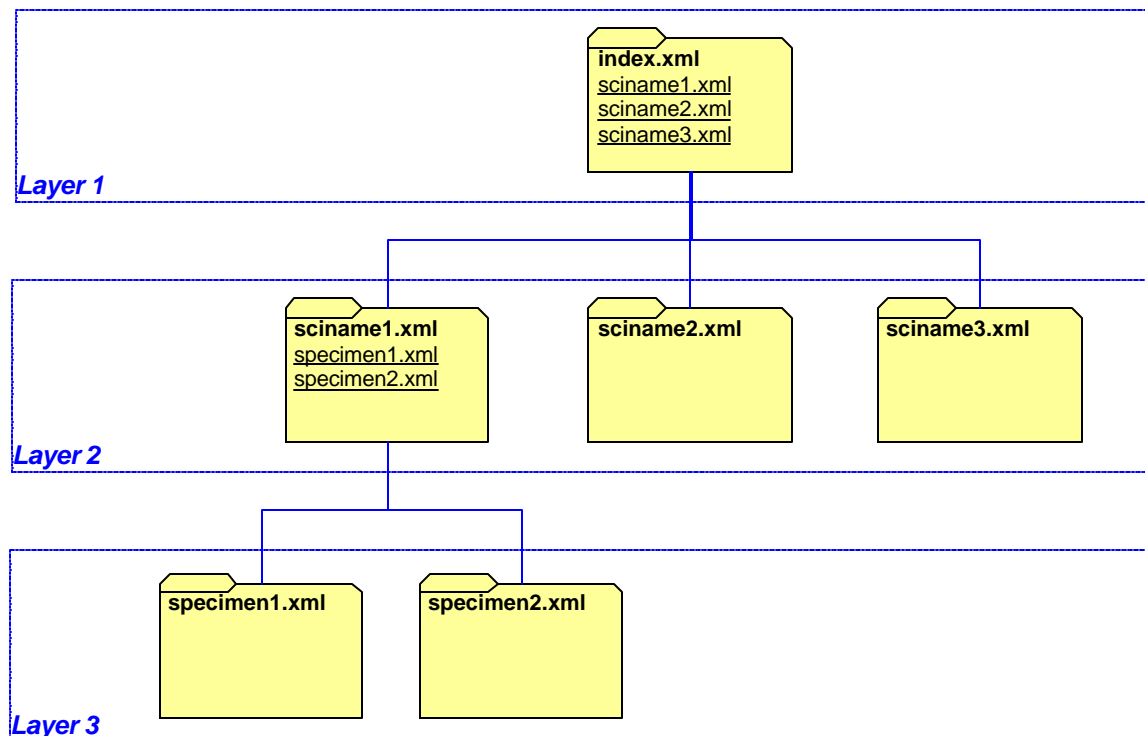 index.xml
sciname1.xml
sciname2.xml
sciname3.xml
Layer 1
sciname1.xml
specimen1.xml
specimen2.xml
sciname2.xml
sciname3.xml
Layer 2
specimen1.xml
specimen2.xml
Layer 3